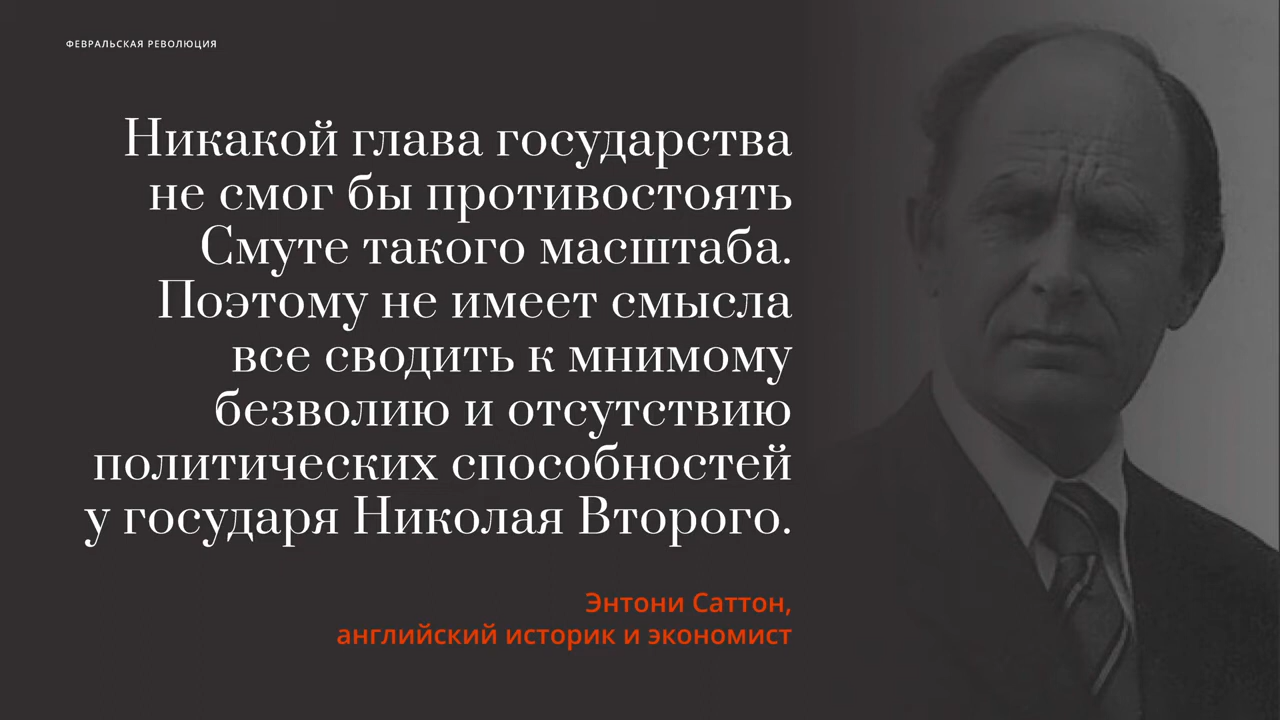 ФЕВРАЛЬСКАЯ РЕВОЛЮЦИЯ
Никакой глава государства
не смог бы противостоять
Смуте такого масштаба.
Поэтому не имеет смысла
все сводить к мнимому
безволию и отсутствию
политических способностей
у государя Николая Второго.
Энтони Саттон,
английский историк и экономист